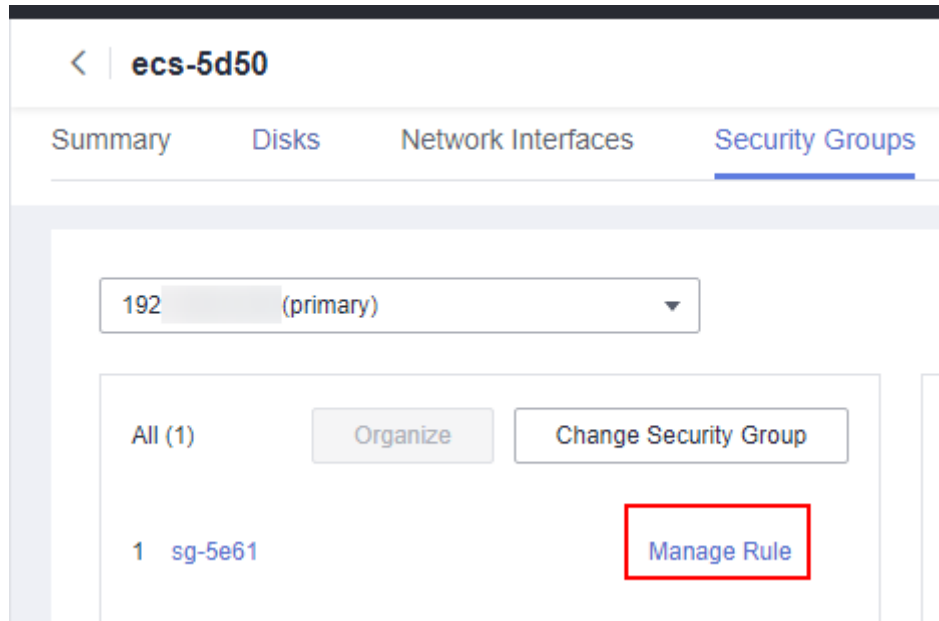 ecs-5d50
Summary Disks Network Interfaces Security Groups
192 (primary)
All (1) Organize Change Security Group
1 sg-5e61 Manage Rule